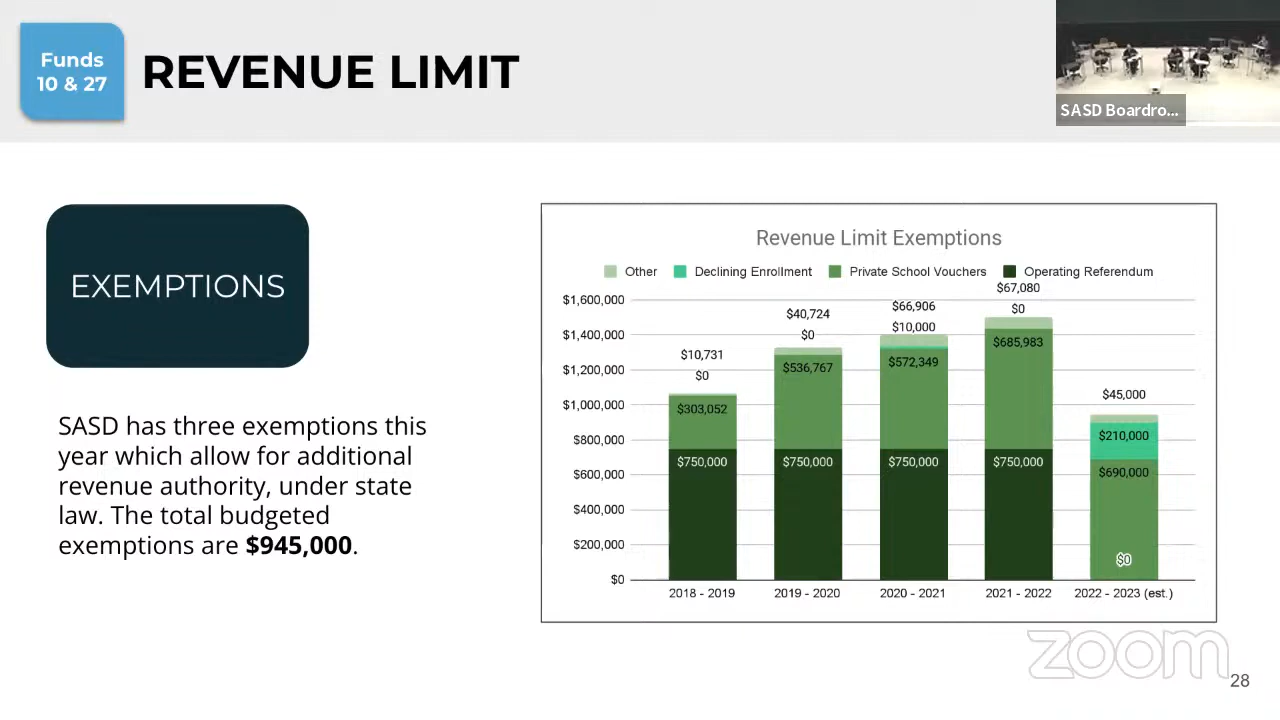 Funds
10 & 27
REVENUE LIMIT
SASD Boardro...
EXEMPTIONS
SASD has three exemptions this
year which allow for additional
revenue authority, under state
law. The total budgeted
exemptions are $945,000.
Revenue Limit Exemptions
Other Declining Enrollment Private School Vouchers Operating Referendum
$1,600,000
$1,400,000
$1,200,000
$1,000,000
$800,000
$600,000
$400,000
$200,000
$0
$10,731
$0
$303,052
$750,000
$40,724
$0
$536,767
$750,000
$66,906
$10,000
$572,349
$750,000
$67,080
$0
$685,983
$750,000
$45,000
$210,000
$690,000
$0
2018 - 2019 2019 - 2020 2020 - 2021 2021 - 2022 2022 - 2023 (est.)
zoom
28